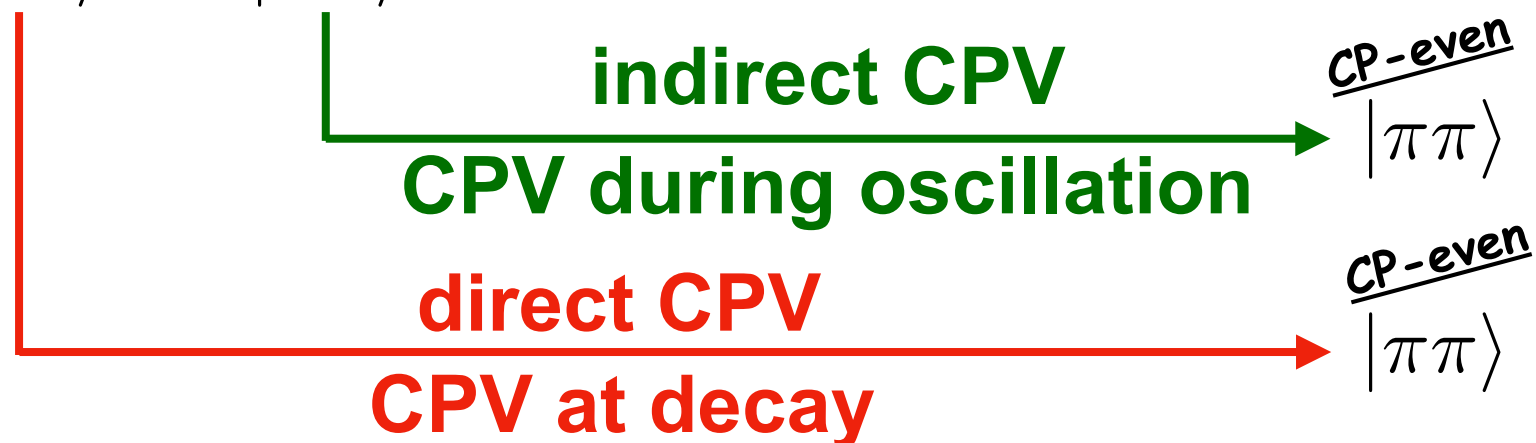 indirect CPV
CP-even
|ππ⟩
CPV during oscillation
direct CPV
CP-even
|ππ⟩
CPV at decay